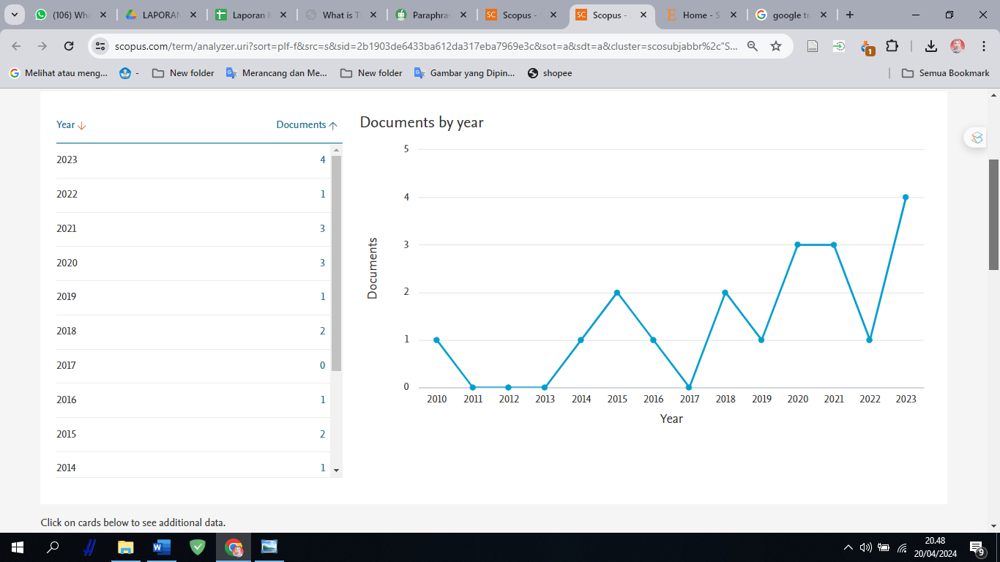 (106) Wha
LAPORAN
Laporan
What is T
Paraphras
Scopus -
Scopus -
Home - S
google tr
scopus.com/term/analyzer.uri?sort=plf-f&src=s&sid=2b1903de6433ba612da317eba7969e3c&sot=a&sdt=a&cluster=scosubjabbr%2c"S...
1
Melihat atau meng...
-
New folder
Merancang dan Me...
New folder
Gambar yang Dipin...
shopee
Semua Bookmark
Year Documents
2023 4
2022 1
2021 3
2020 3
2019 1
2018 2
2017 0
2016 1
2015 2
2014 1
Documents by year
5
4
3
2
1
0
Documents
2010 2011 2012 2013 2014 2015 2016 2017 2018 2019 2020 2021 2022 2023
Year
Click on cards below to see additional data.
20.48
20/04/2024
9